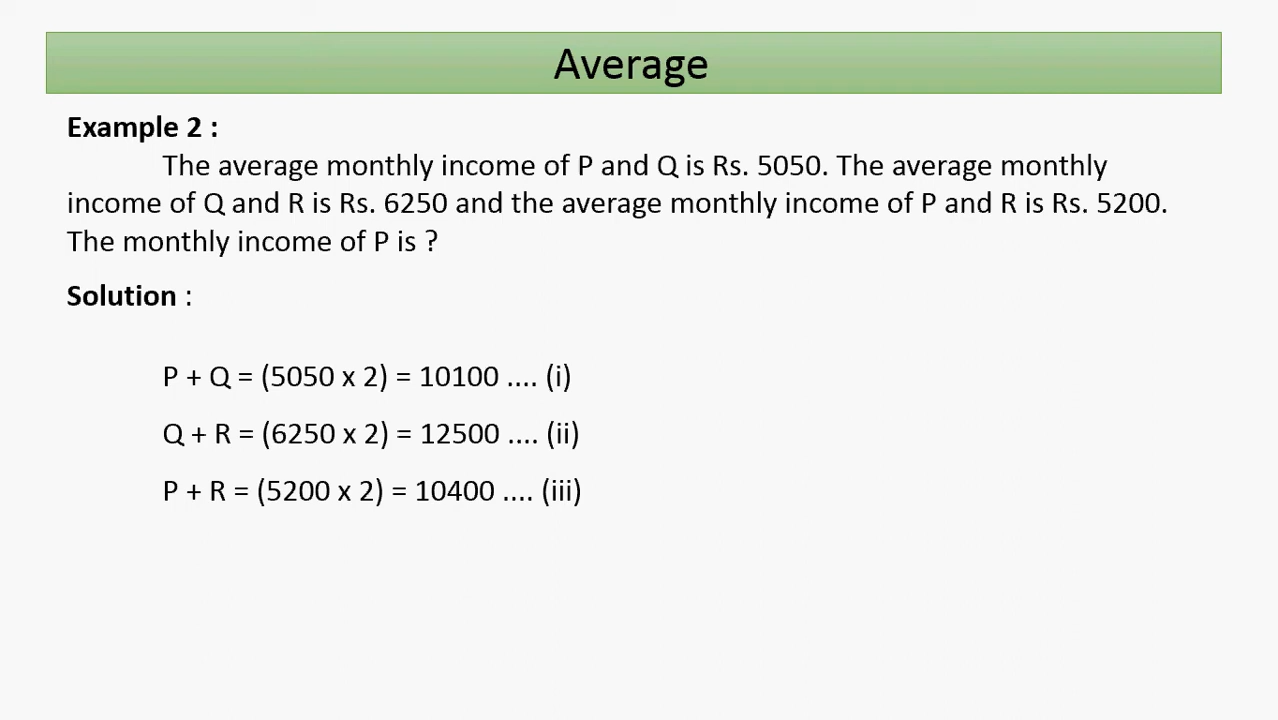 Average
Example 2 :
The average monthly income of P and Q is Rs. 5050. The average monthly
income of Q and R is Rs. 6250 and the average monthly income of P and R is Rs. 5200.
The monthly income of P is ?
Solution :
P + Q = (5050 x 2) = 10100 .... (i)
Q + R = (6250 x 2) = 12500 .... (ii)
P + R = (5200 x 2) = 10400 .... (iii)